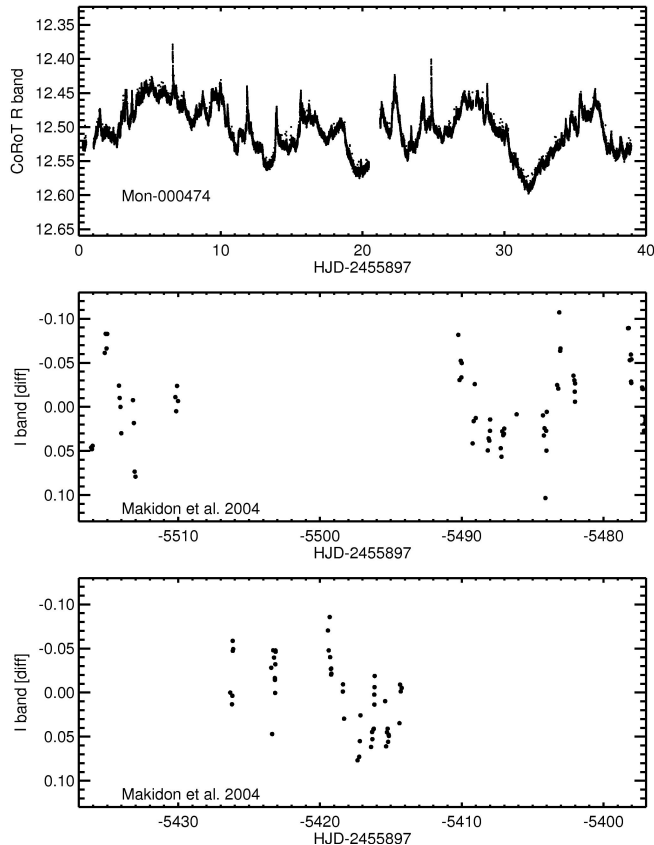 12.35
12.40
12.45
12.50
12.55
12.60
12.65
CoRoT R band
Mon-000474
0 10 20 30 40
HJD-2455897
-0.10
-0.05
0.00
0.05
0.10
I band [diff]
Makidon et al. 2004
-5510 -5500 -5490 -5480
HJD-2455897
-0.10
-0.05
0.00
0.05
0.10
I band [diff]
Makidon et al. 2004
-5430 -5420 -5410 -5400
HJD-2455897